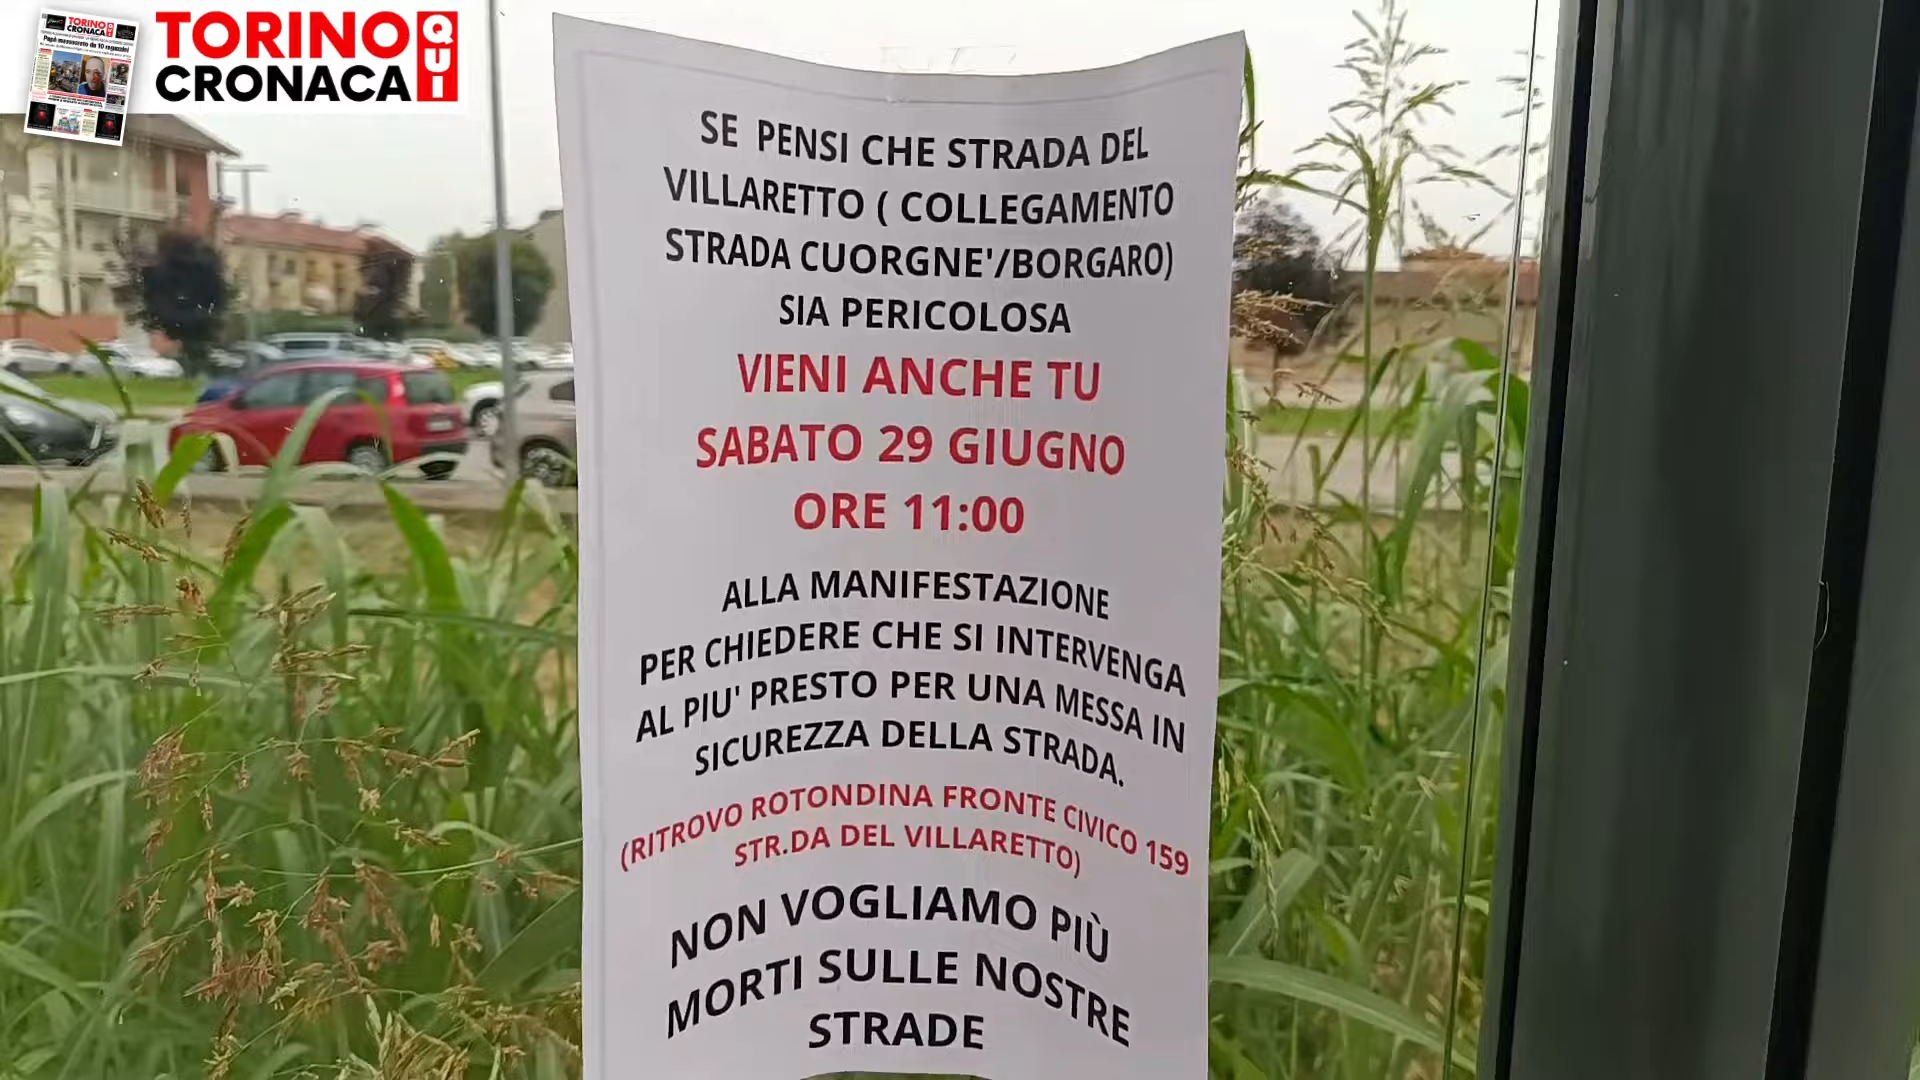 TORINO
CRONACA
QUI
TORINO
CRONACA
SE PENSI CHE STRADA DEL
VILLARETTO ( COLLEGAMENTO
STRADA CUORGNE'/BORGARO)
SIA PERICOLOSA
VIENI ANCHE TU
SABATO 29 GIUGNO
ORE 11:00
ALLA MANIFESTAZIONE
PER CHIEDERE CHE SI INTERVENGA
AL PIU' PRESTO PER UNA MESSA IN
SICUREZZA DELLA STRADA.
(RITROVO ROTONDINA FRONTE CIVICO 159
STR.DA DEL VILLARETTO)
NON VOGLIAMO PIÙ
MORTI SULLE NOSTRE
STRADE